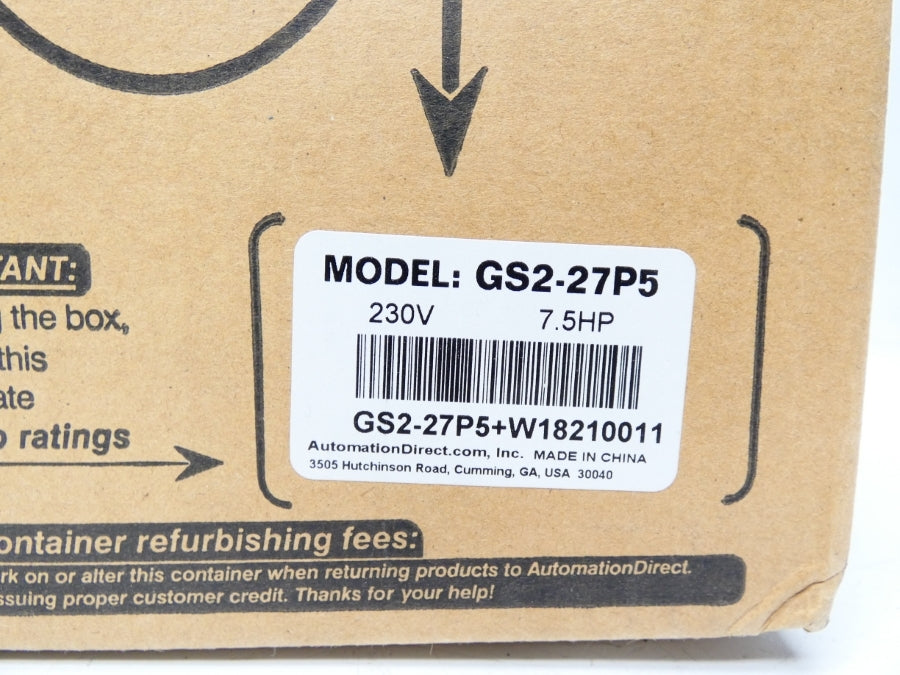 TANT:
the box,
this
ratings
MODEL: GS2-27P5
230V 7.5HP
GS2-27P5+W18210011
AutomationDirect.com, Inc. MADE IN CHINA
3505 Hutchinson Road, Cumming, GA, USA 30040
ontainer refurbishing fees:
rk on or alter this container when returning products to AutomationDirect.
ssuing proper customer credit. Thanks for your help!